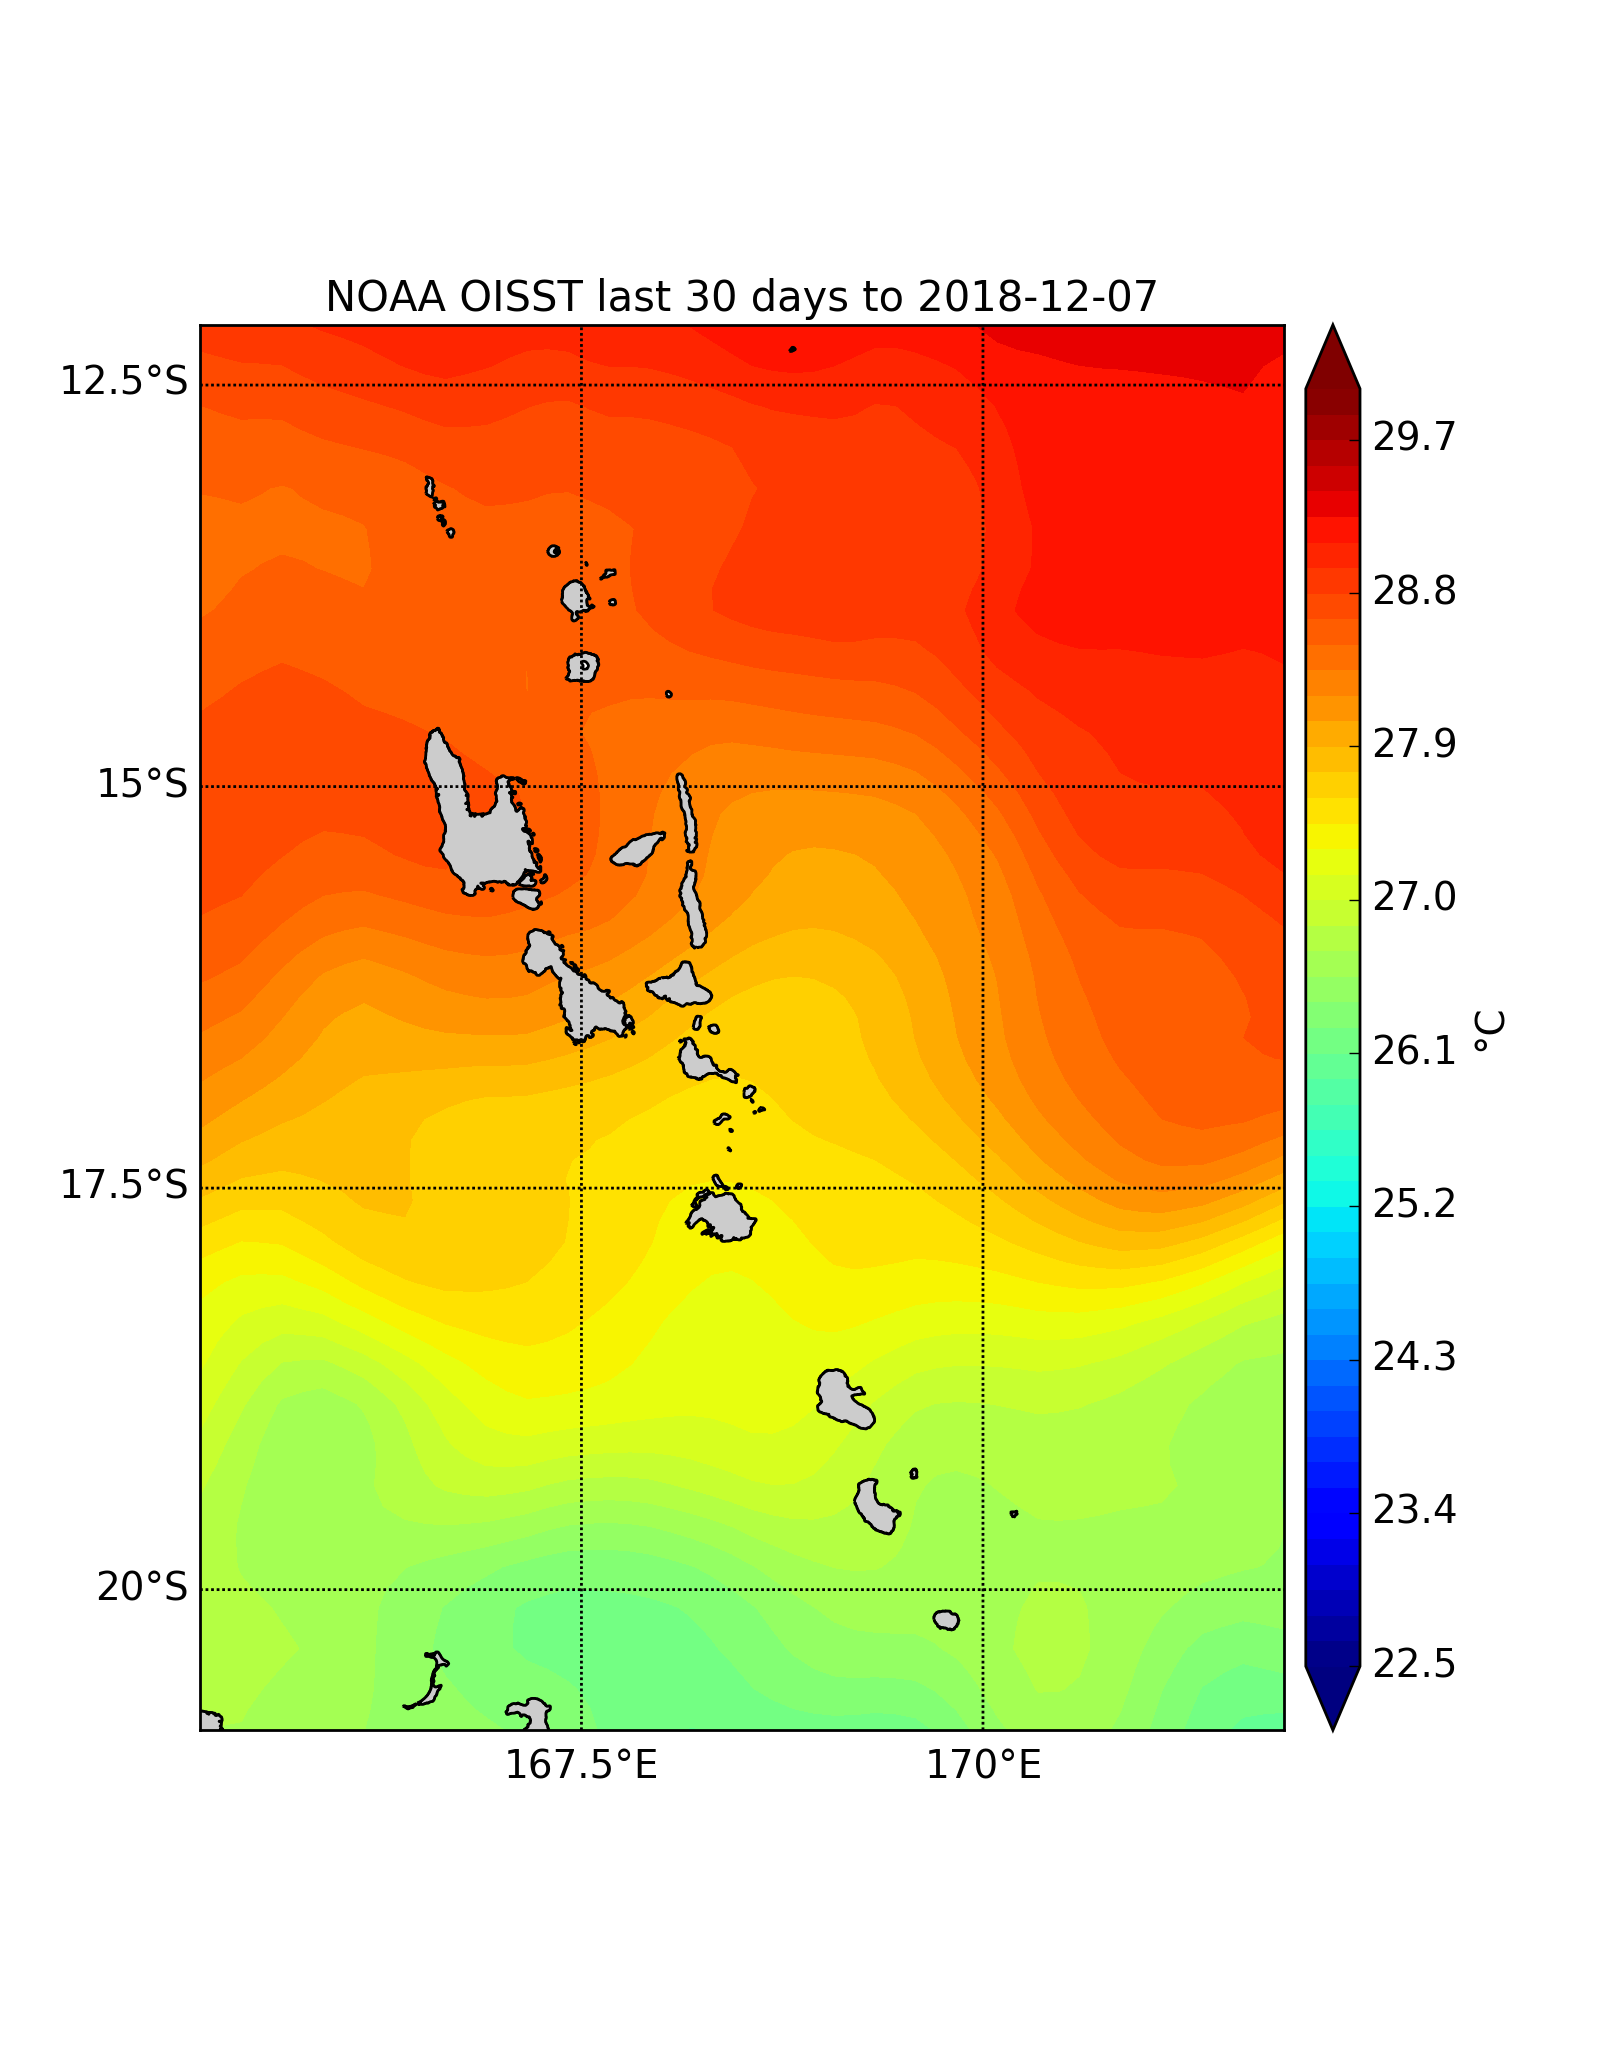 NOAA OISST last 30 days to 2018-12-07
12.5°S
15°S
17.5°S
20°S
167.5°E
170°E
29.7
28.8
27.9
27.0
26.1
25.2
24.3
23.4
22.5
°C